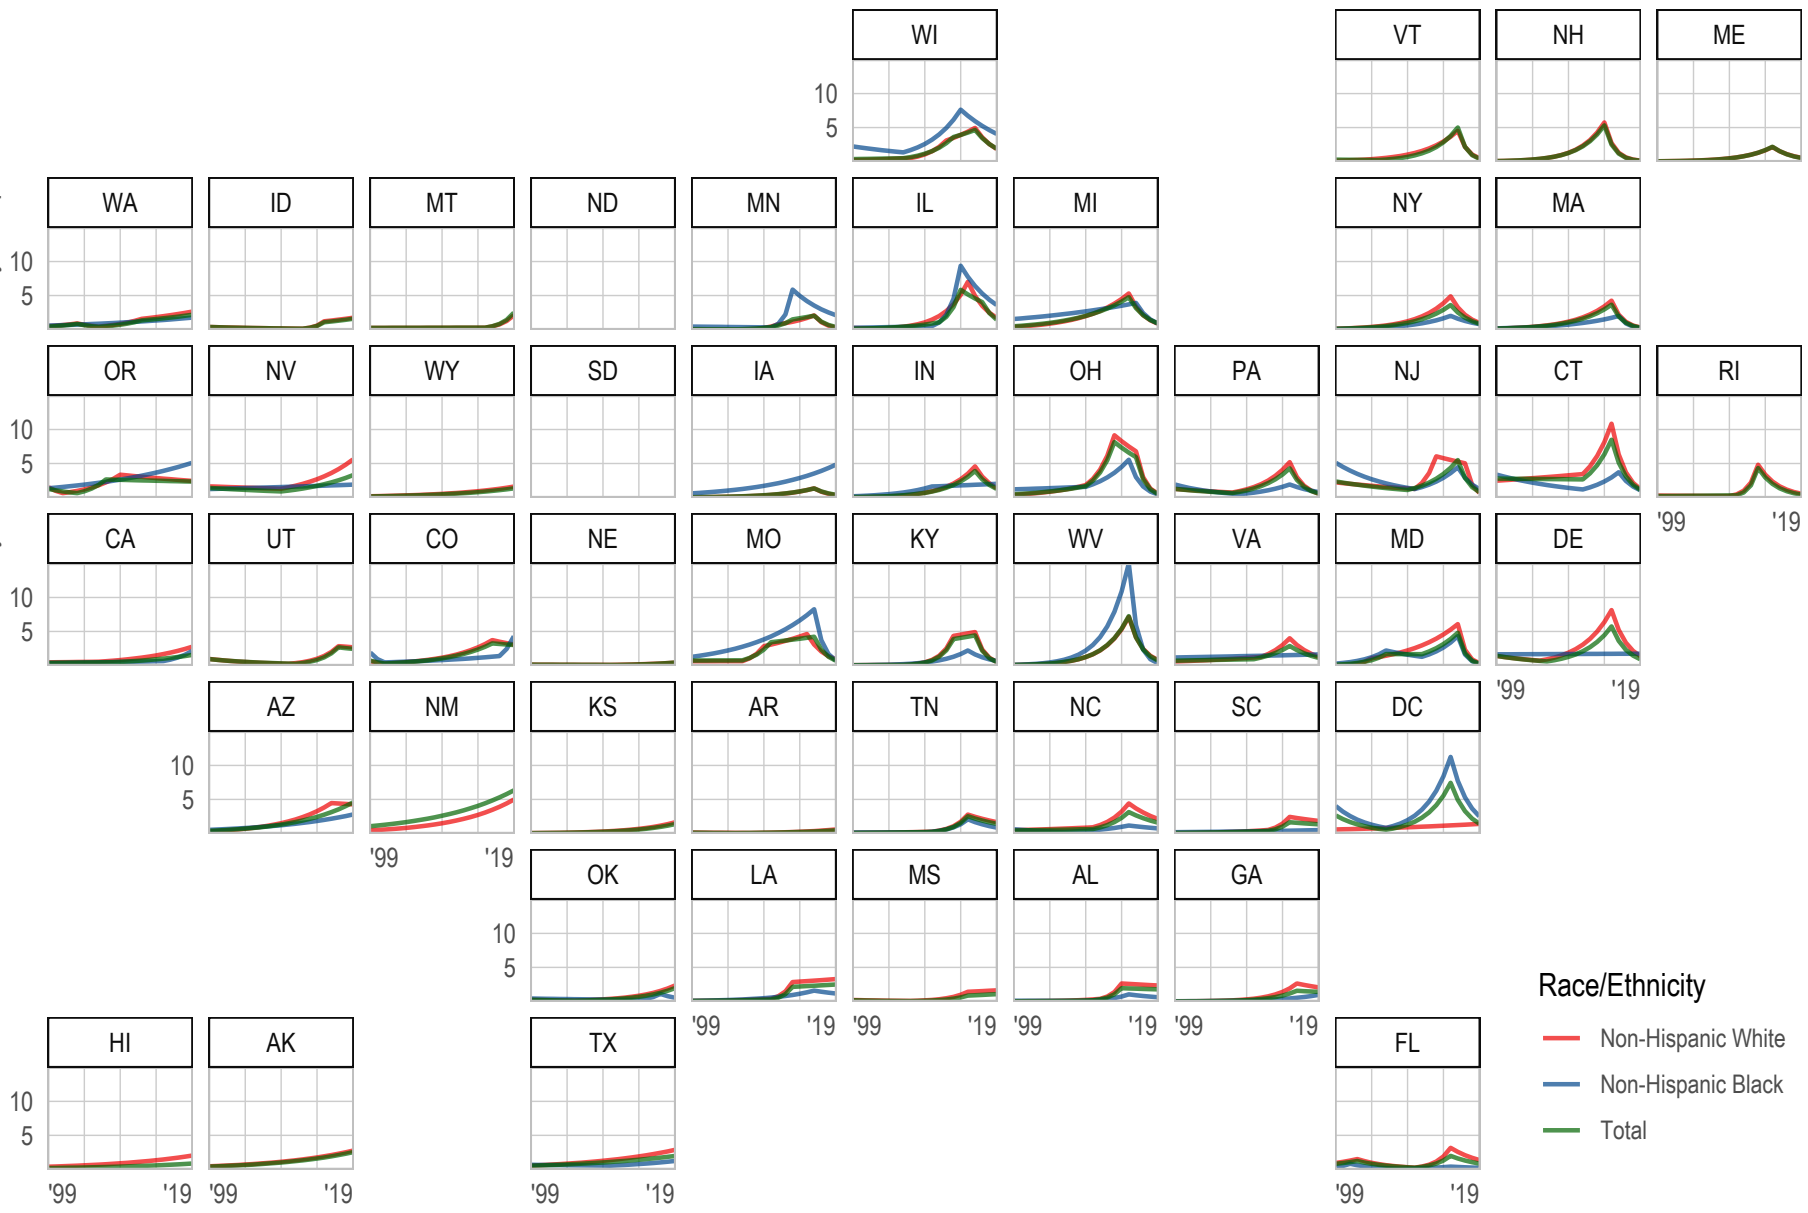 WI VT NH ME
10
5
WA ID MT ND MN IL MI NY MA
10
5
OR NV WY SD IA IN OH PA NJ CT RI
10
5
'99 '19
CA UT CO NE MO KY WV VA MD DE
10
5
'99 '19
AZ NM KS AR TN NC SC DC
10
5
'99 '19
OK LA MS AL GA
10
5
'99 '19 '99 '19 '99 '19 '99 '19
HI AK TX FL
10
5
'99 '19 '99 '19 '99 '19 '99 '19
Race/Ethnicity
Non-Hispanic White
Non-Hispanic Black
Total